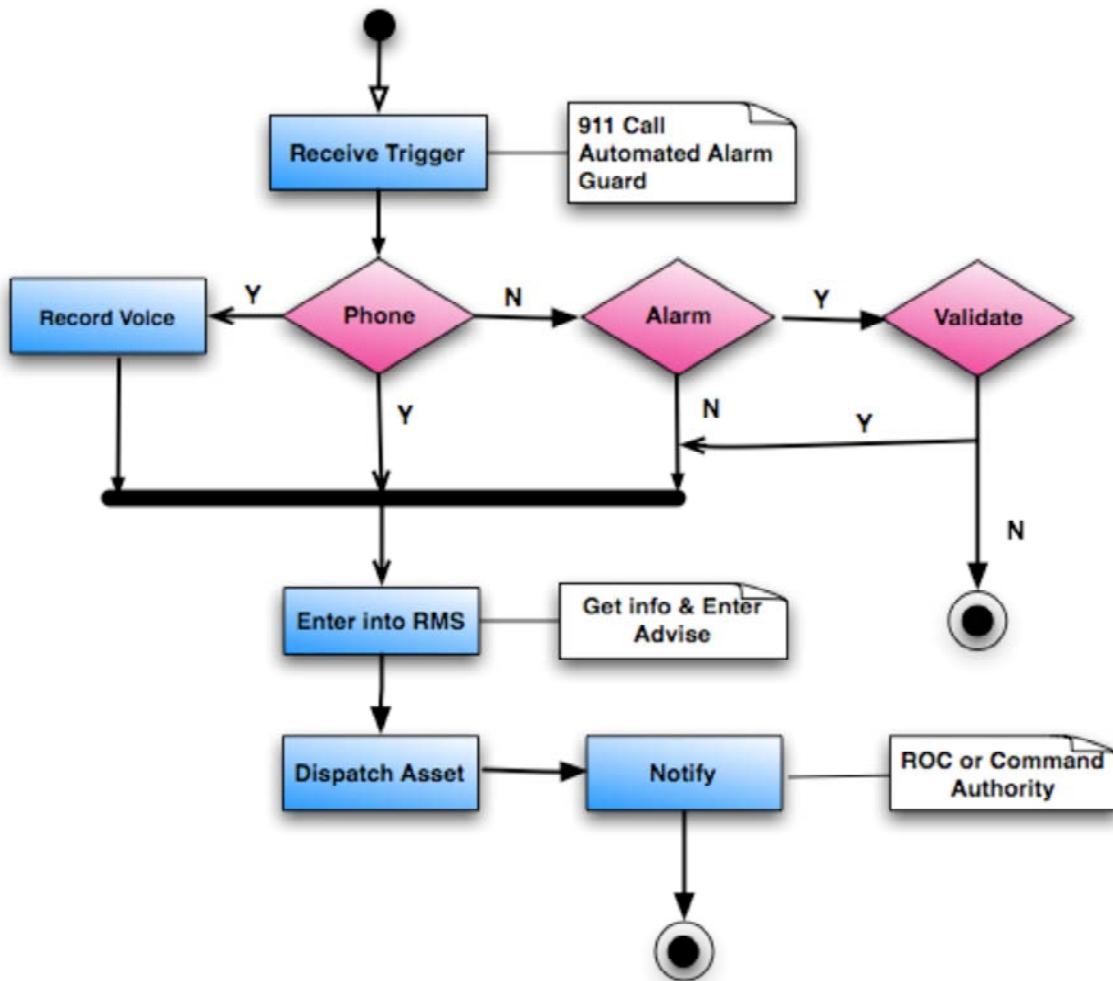 Receive Trigger
911 Call
Automated Alarm
Guard
Record Voice
Y
Phone
N
Alarm
Y
Validate
Y
N
Y
N
Enter into RMS
Get info & Enter
Advise
Dispatch Asset
Notify
ROC or Command
Authority